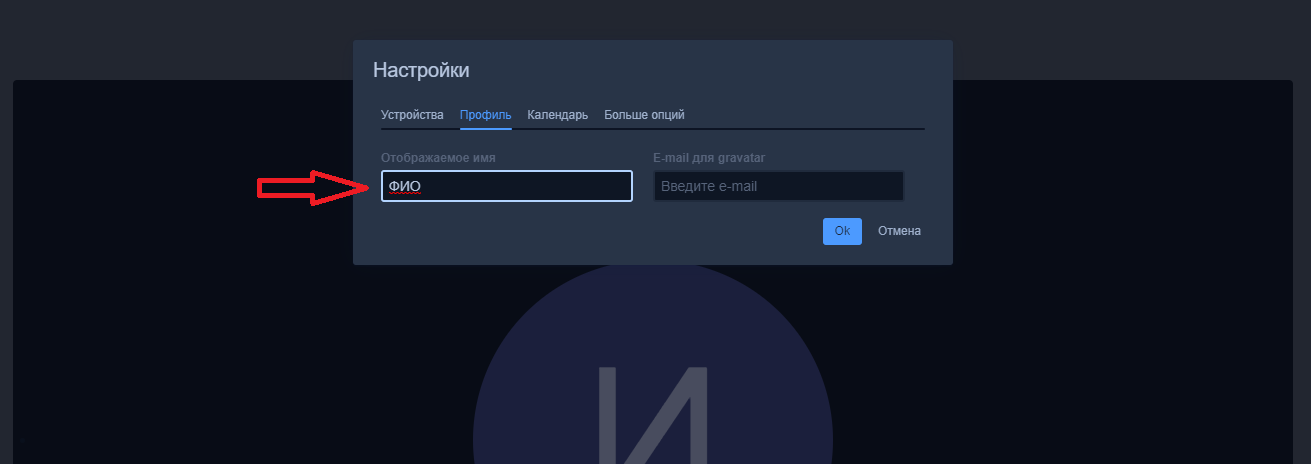 Настройки
Устройства Профиль Календарь Больше опций
Отображаемое имя E-mail для gravatar
ФИО Введите e-mail
Ok Отмена
И